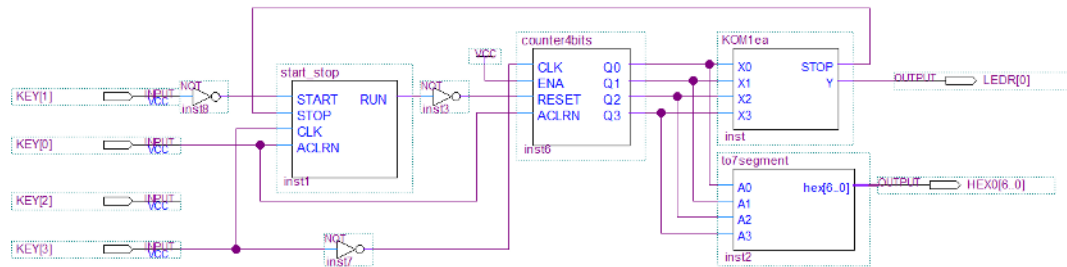 KEY[1] INPUT VCC
NOT
inst8
KEY[0] INPUT VCC
KEY[2] INPUT VCC
KEY[3] INPUT VCC
start_stop
START RUN
STOP
CLK
ACLRN
inst1
NOT
inst3
NOT
inst7
VCC
counter4bits
CLK Q0
ENA Q1
RESET Q2
ACLRN Q3
inst6
KOM1ea
X0 STOP
X1 Y
X2
X3
inst
OUTPUT LEDR[0]
to7segment
A0 hex[6..0]
A1
A2
A3
inst2
OUTPUT HEX0[6..0]